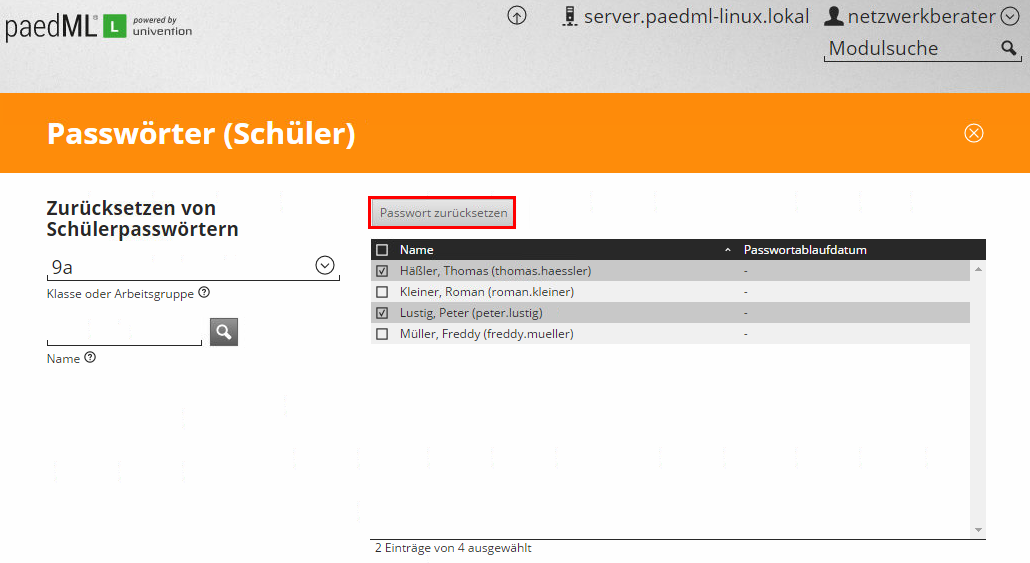 paedML L powered by
univention
server.paedml-linux.lokal netzwerkberater
Modulsuche
Passwörter (Schüler)
Zurücksetzen von
Schülerpasswörtern
9a
Klasse oder Arbeitsgruppe ?
Name ?
Passwort zurücksetzen
Name Passwortablaufdatum
Häßler, Thomas (thomas.haessler) -
Kleiner, Roman (roman.kleiner) -
Lustig, Peter (peter.lustig) -
Müller, Freddy (freddy.mueller) -
2 Einträge von 4 ausgewählt